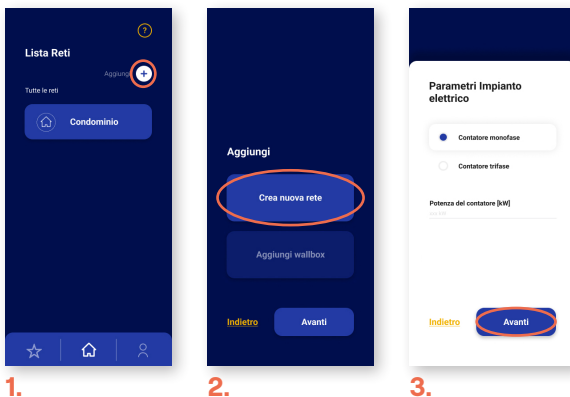 ?
Lista Reti
Aggiungi
+
Tutte le reti
Condominio
1.
Aggiungi
Crea nuova rete
Aggiungi wallbox
Indietro
Avanti
2.
Parametri Impianto
elettrico
Contatore monofase
Contatore trifase
Potenza del contatore [kW]
Indietro
Avanti
3.